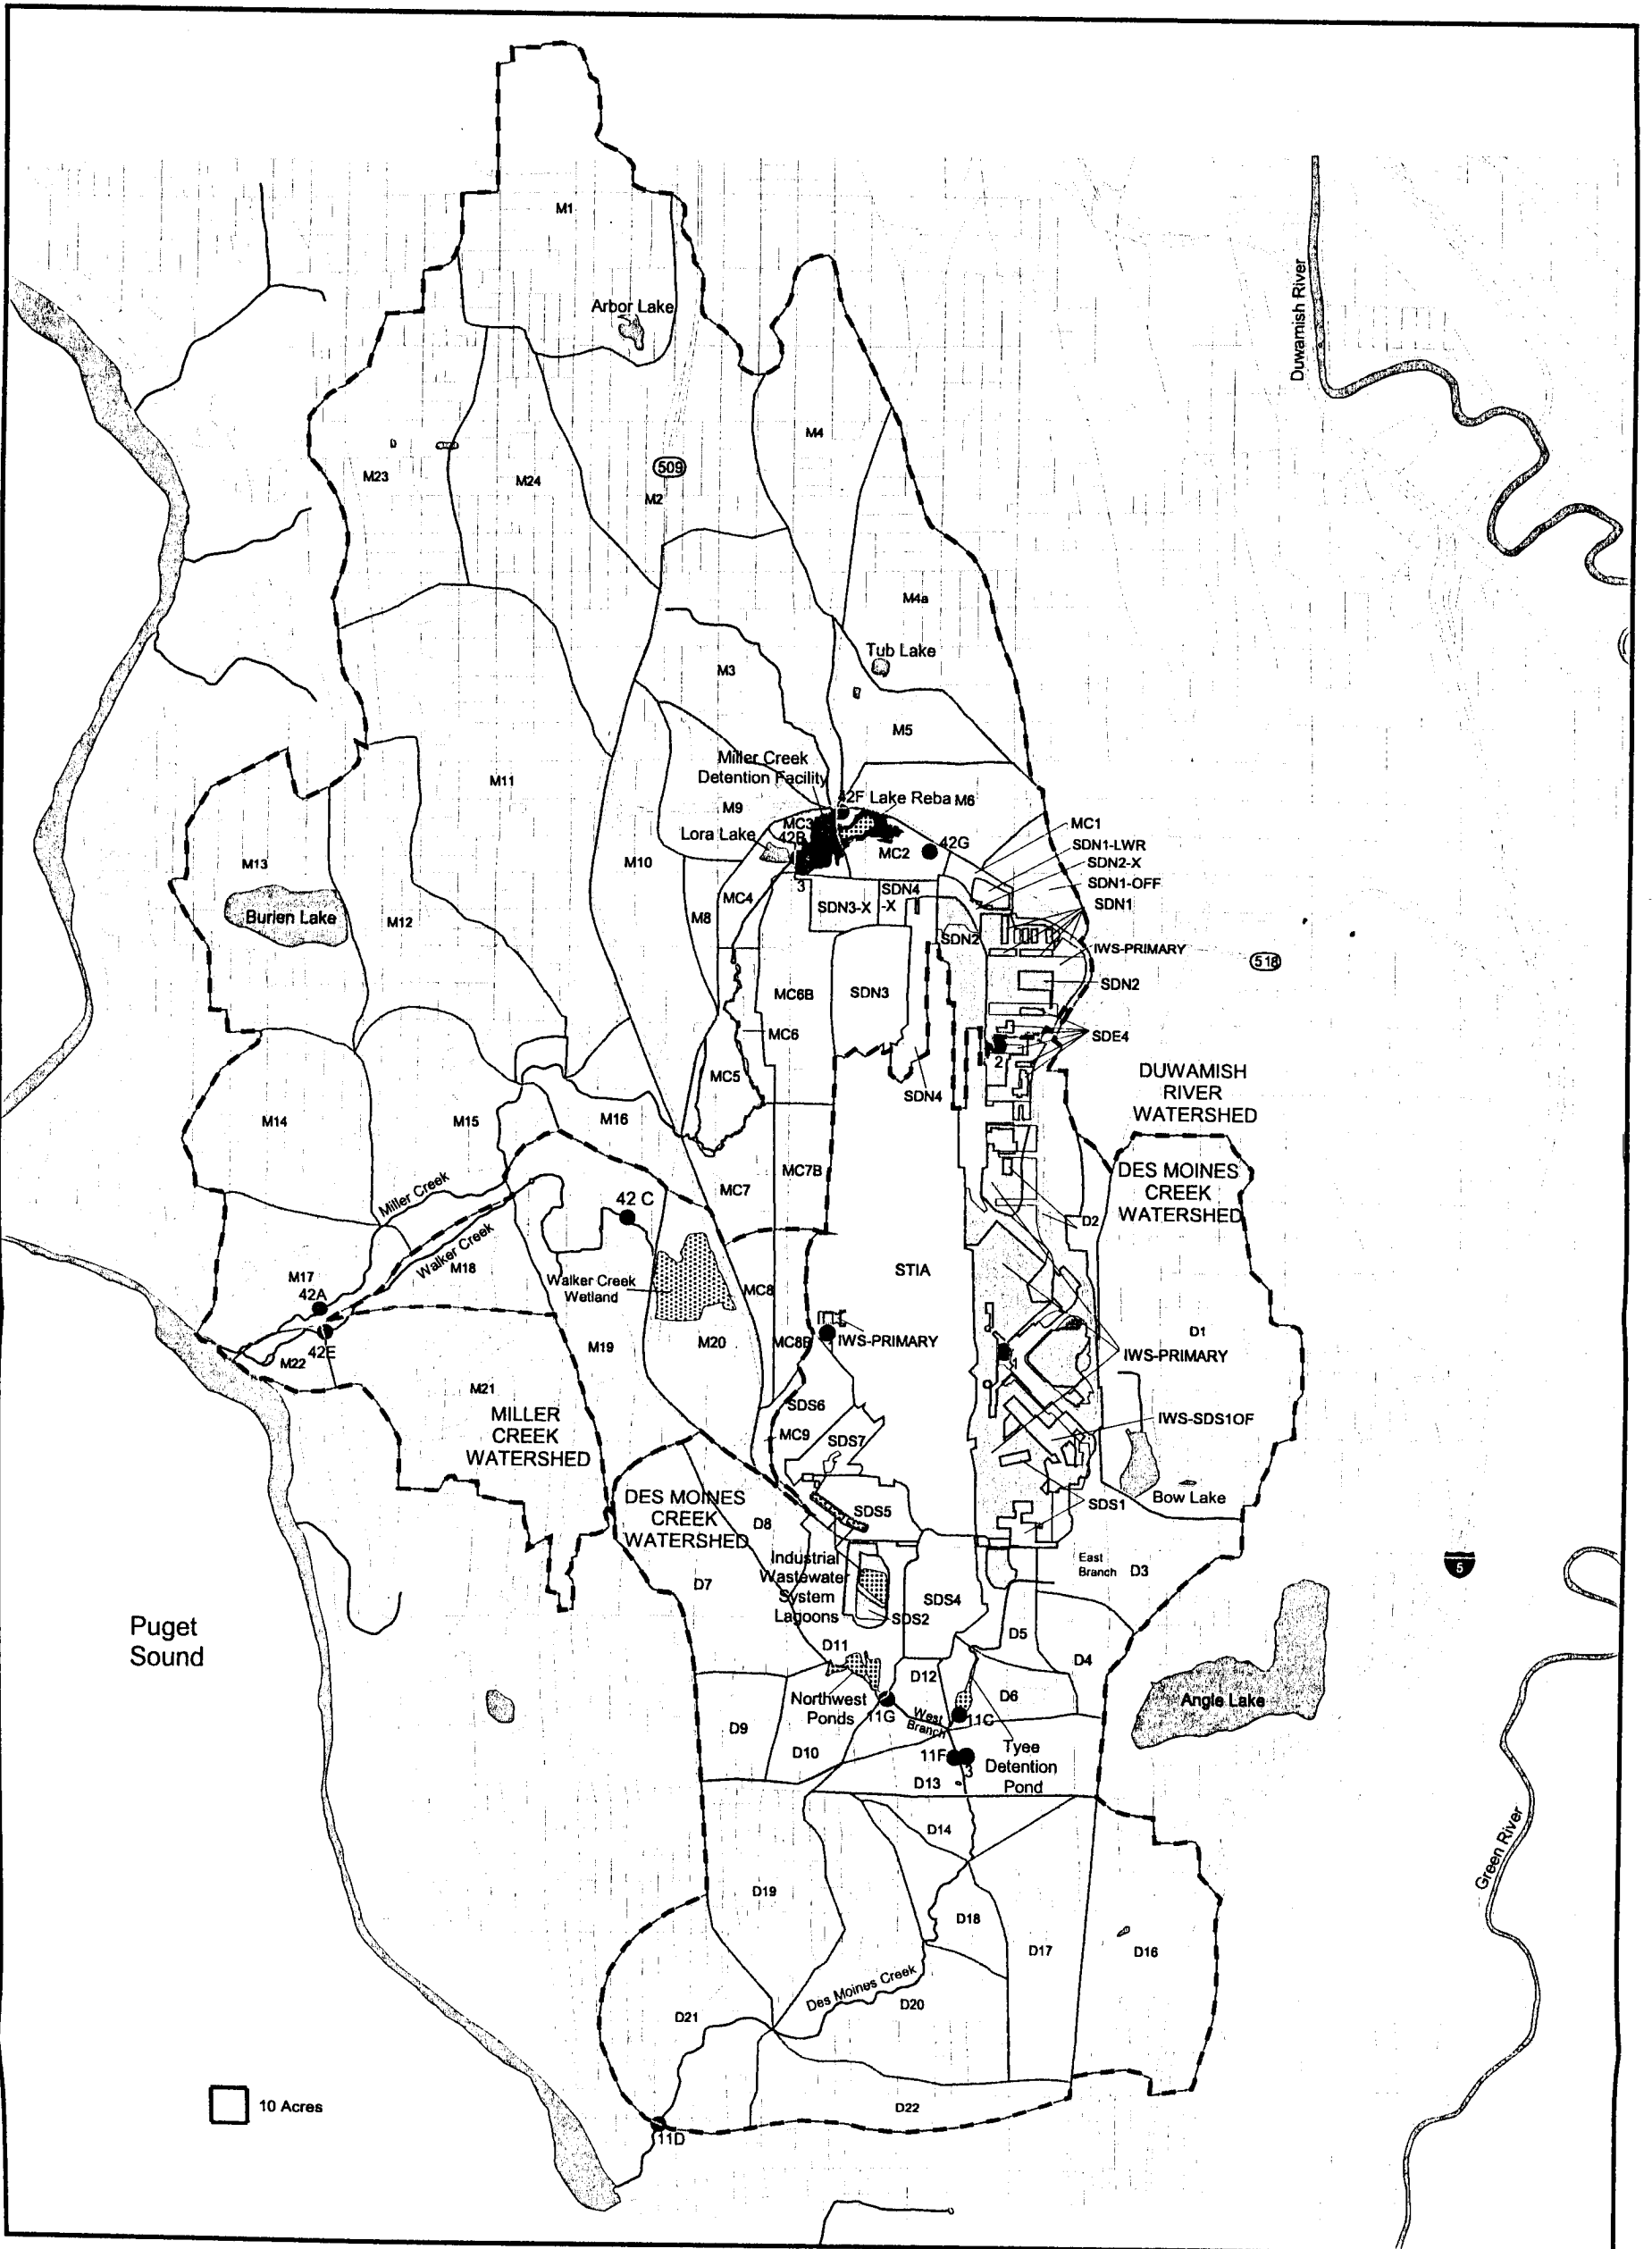 M1
Arbor Lake
Duwamish River
M4
509
M23
M24
M2
M4a
Tub Lake
M3
M5
Miller Creek
Detention Facility
M11
42F
Lake Reba
M6
M9
MC3
MC1
Lora Lake
42B
42G
SDN1-LWR
MC2
SDN2-X
M13
M10
SDN1-OFF
3
SDN4
-X
MC4
SDN3-X
SDN1
Burien Lake
M12
M8
SDN2
IWS-PRIMARY
518
SDN2
MC6B
SDN3
MC6
SDE4
2
MC5
DUWAMISH
RIVER
WATERSHED
SDN4
M14
M15
M16
MC7B
DES MOINES
CREEK
WATERSHED
MC7
Miller Creek
42 C
D2
Walker Creek
M18
STIA
M17
Walker Creek
Wetland
MC8
42A
D1
M19
M20
MC8B
IWS-PRIMARY
42E
M22
1
IWS-PRIMARY
M21
SDS6
MILLER
CREEK
WATERSHED
IWS-SDS1OF
MC9
SDS7
DES MOINES
CREEK
WATERSHED
Bow Lake
SDS1
SDS5
D8
Industrial
Wastewater
System
Lagoons
East
Branch
D3
5
D7
SDS4
SDS2
Puget
Sound
D11
D5
D4
D12
D6
Northwest
Ponds
Angle Lake
11G
West
Branch
11C
D9
D10
11F
3
Tyee
Detention
Pond
D13
D14
Green River
D19
D18
D17
D16
Des Moines Creek
D20
D21
10 Acres
D22
11D